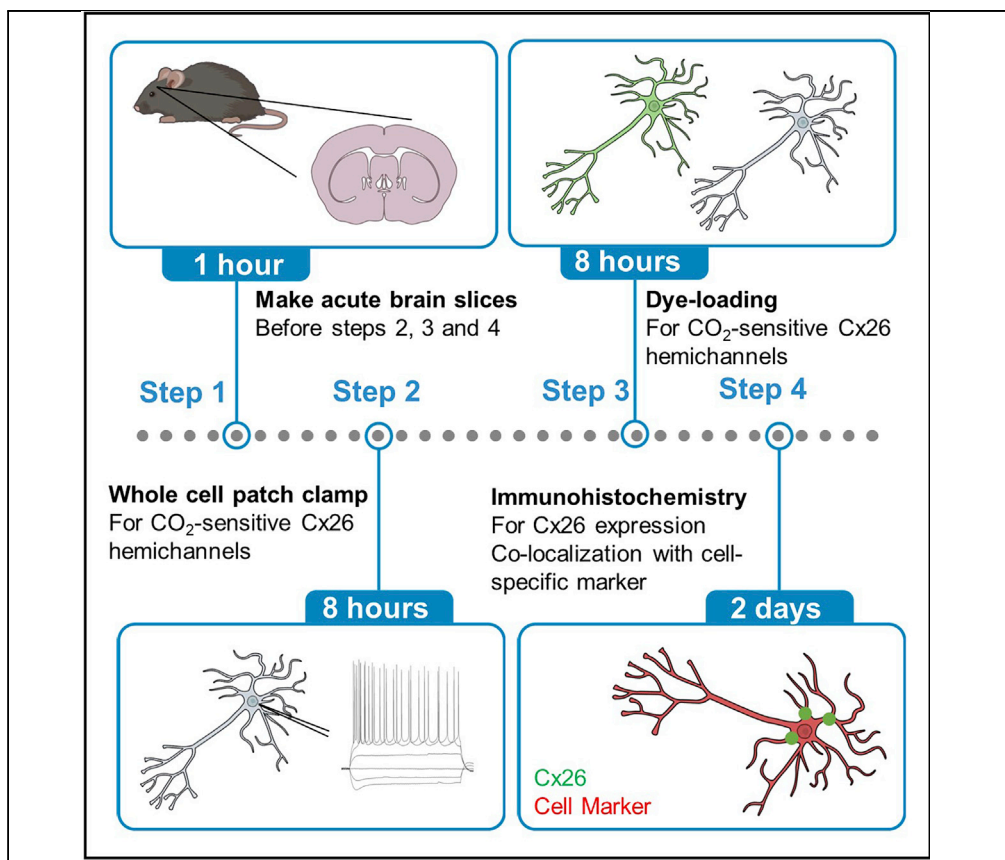 1 hour
Make acute brain slices
Before steps 2, 3 and 4
8 hours
Dye-loading
For CO₂-sensitive Cx26
hemichannels
Step 1
Step 2
Step 3
Step 4
Whole cell patch clamp
For CO₂-sensitive Cx26
hemichannels
8 hours
Immunohistochemistry
For Cx26 expression
Co-localization with cell-
specific marker
2 days
Cx26
Cell Marker